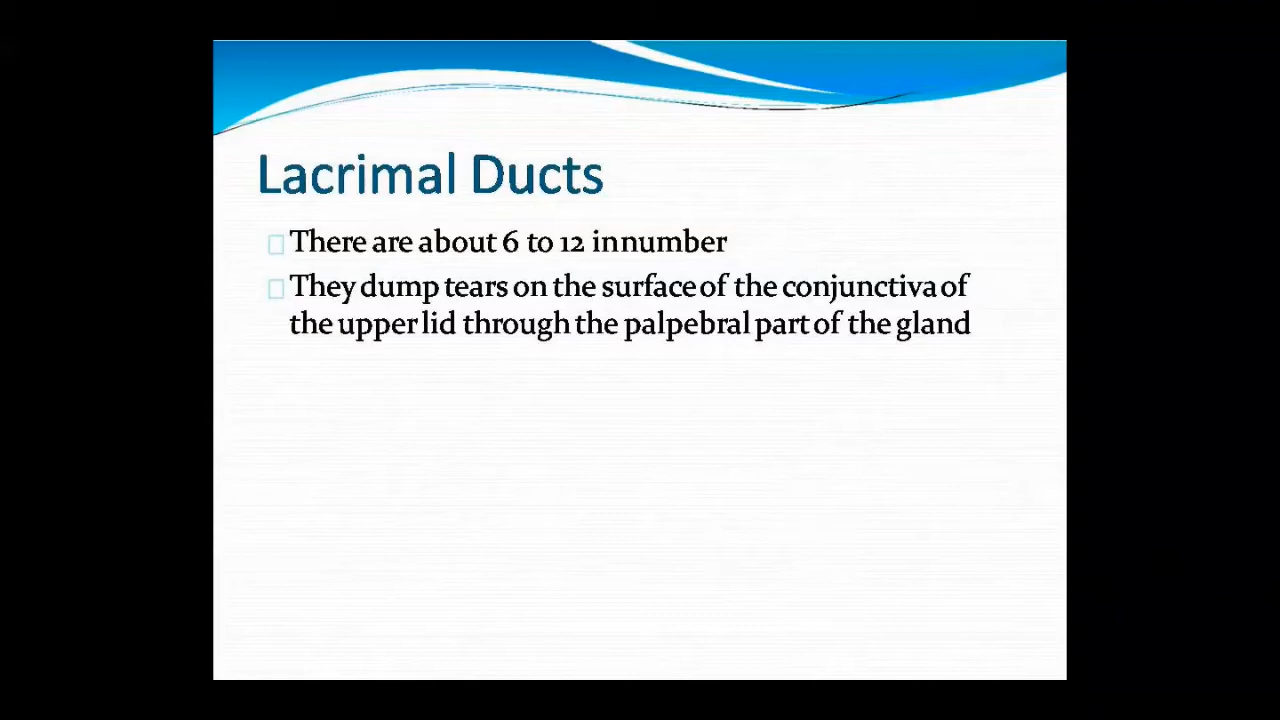 Lacrimal Ducts
There are about 6 to 12 innumber
They dump tears on the surface of the conjunctiva of
the upper lid through the palpebral part of the gland